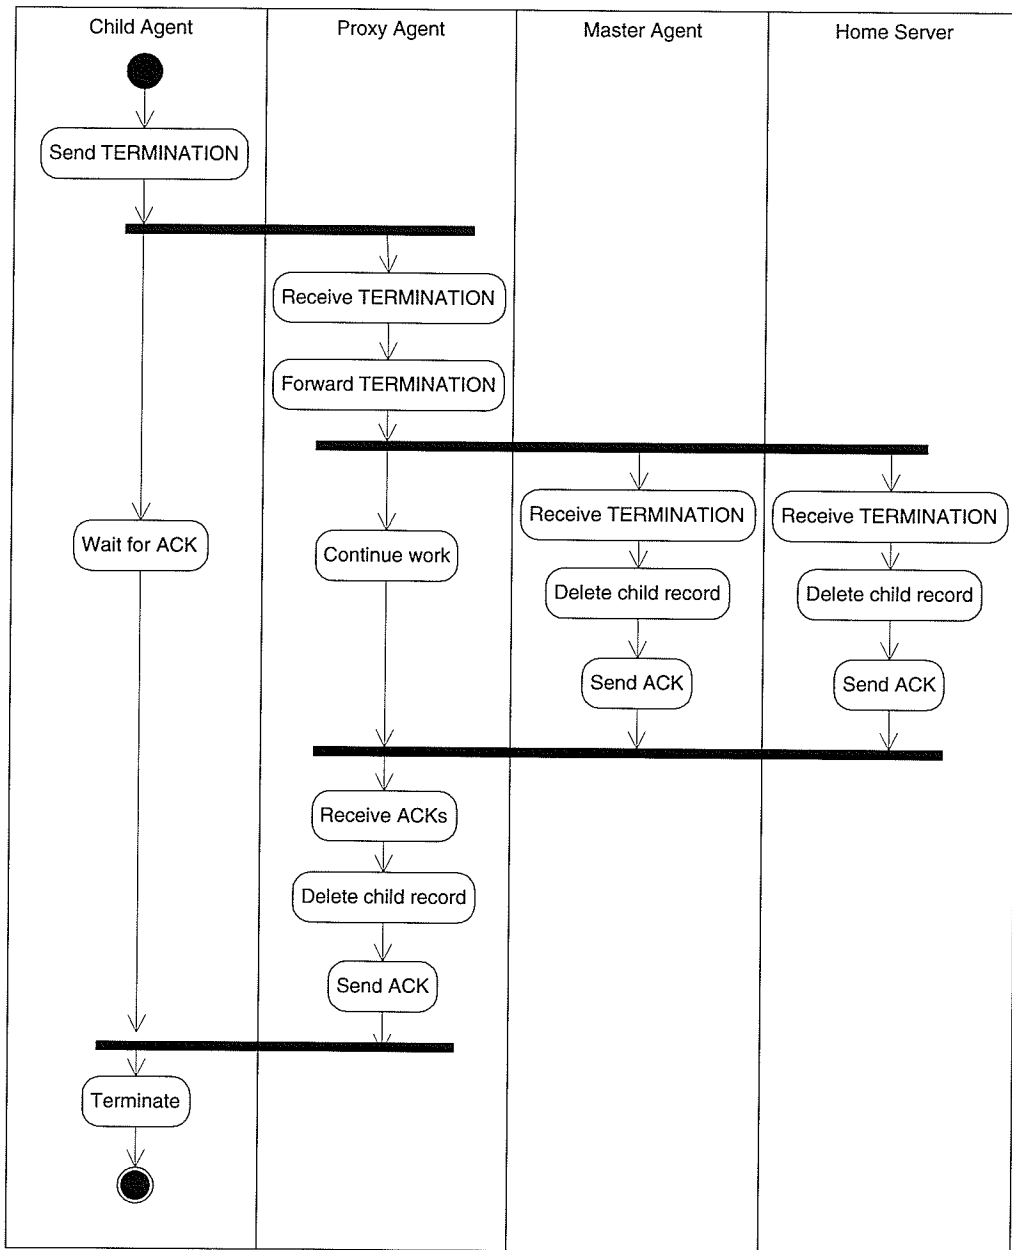 Child Agent
Proxy Agent
Master Agent
Home Server
Send TERMINATION
Receive TERMINATION
Forward TERMINATION
Wait for ACK
Continue work
Receive TERMINATION
Receive TERMINATION
Delete child record
Delete child record
Send ACK
Send ACK
Receive ACKs
Delete child record
Send ACK
Terminate